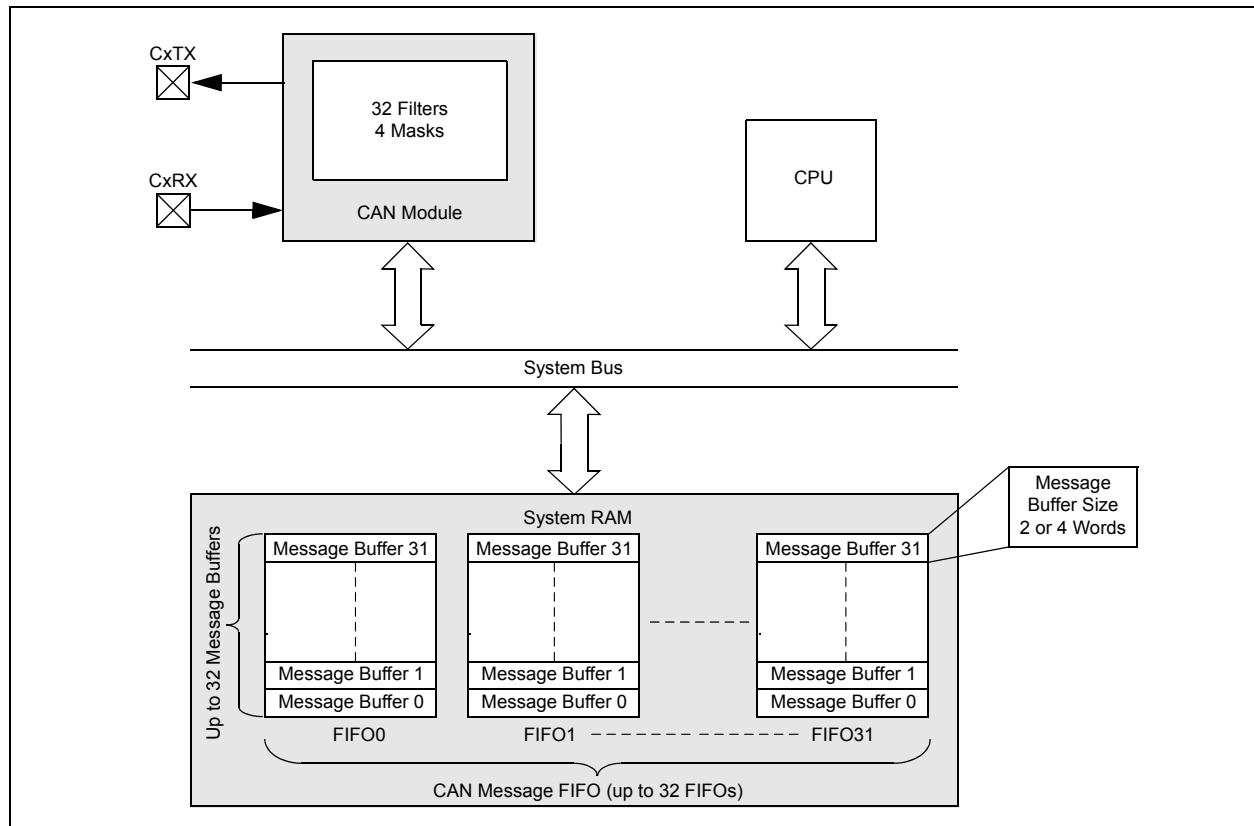 CxTX
32 Filters
4 Masks
CxRX
CAN Module
CPU
System Bus
System RAM
Message
Buffer Size
2 or 4 Words
Up to 32 Message Buffers
Message Buffer 31
Message Buffer 31
Message Buffer 31
Message Buffer 1
Message Buffer 1
Message Buffer 1
Message Buffer 0
Message Buffer 0
Message Buffer 0
FIFO0
FIFO1
FIFO31
CAN Message FIFO (up to 32 FIFOs)